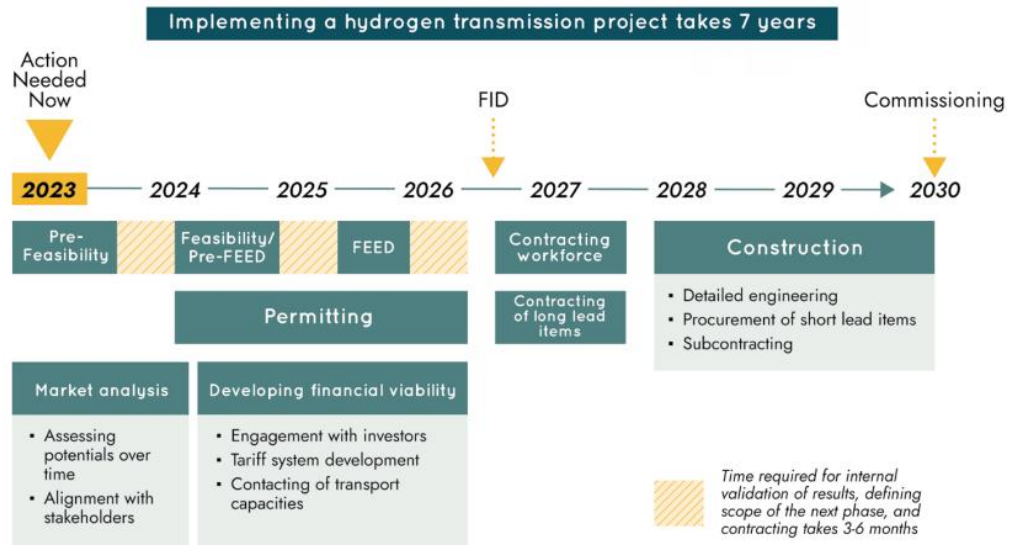 Implementing a hydrogen transmission project takes 7 years
Action
Needed
Now
FID
Commissioning
2023
2024
2025
2026
2027
2028
2029
2030
Pre-
Feasibility
Feasibility/
Pre-FEED
FEED
Contracting
workforce
Construction
Permitting
Contracting
of long lead
items
▪ Detailed engineering
▪ Procurement of short lead items
▪ Subcontracting
Market analysis
▪ Assessing
potentials over
time
▪ Alignment with
stakeholders
Developing financial viability
▪ Engagement with investors
▪ Tariff system development
▪ Contacting of transport
capacities
Time required for internal
validation of results, defining
scope of the next phase, and
contracting takes 3-6 months